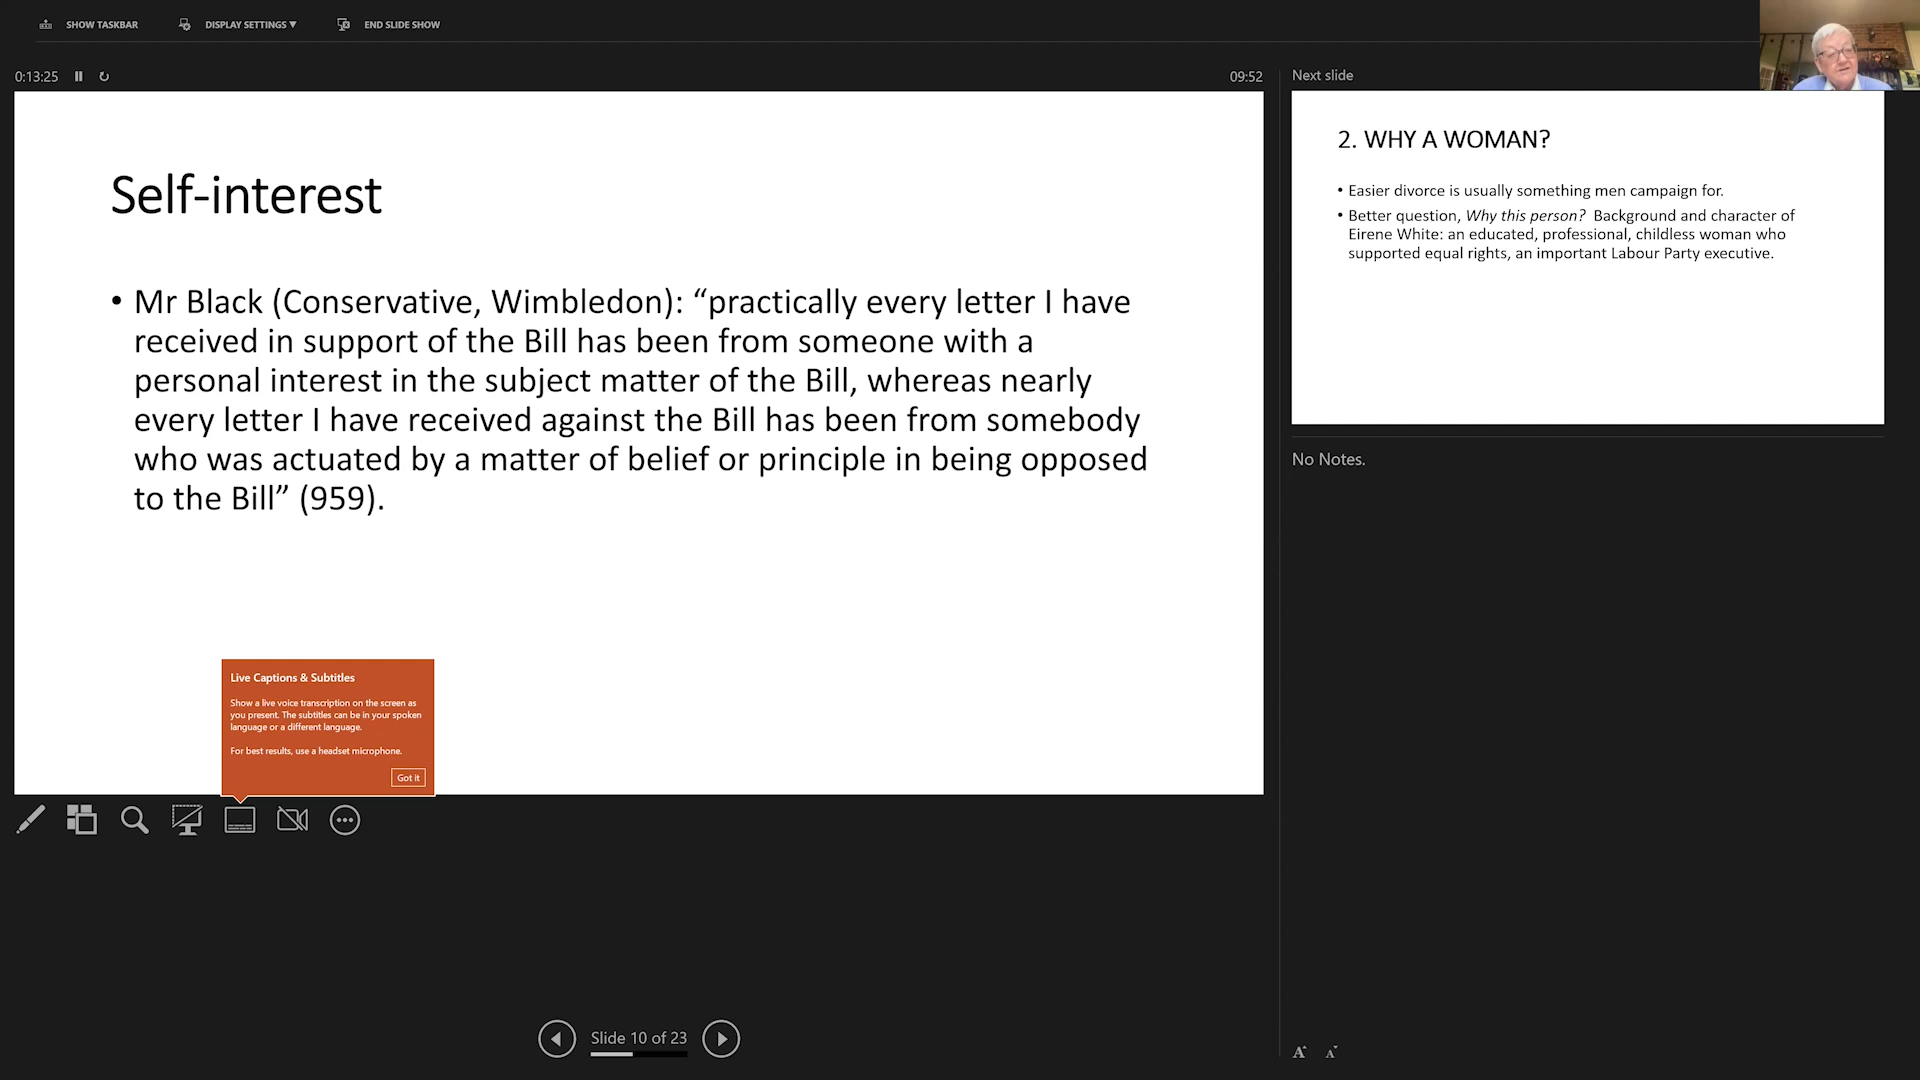 SHOW TASKBAR
DISPLAY SETTINGS ▼
END SLIDE SHOW
0:13:25
09:52
Self-interest
• Mr Black (Conservative, Wimbledon): “practically every letter I have
received in support of the Bill has been from someone with a
personal interest in the subject matter of the Bill, whereas nearly
every letter I have received against the Bill has been from somebody
who was actuated by a matter of belief or principle in being opposed
to the Bill” (959).
Live Captions & Subtitles
Show a live voice transcription on the screen as
you present. The subtitles can be in your spoken
language or a different language.
For best results, use a headset microphone.
Got it
Slide 10 of 23
Next slide
2. WHY A WOMAN?
• Easier divorce is usually something men campaign for.
• Better question, Why this person? Background and character of
Eirene White: an educated, professional, childless woman who
supported equal rights, an important Labour Party executive.
No Notes.
A A